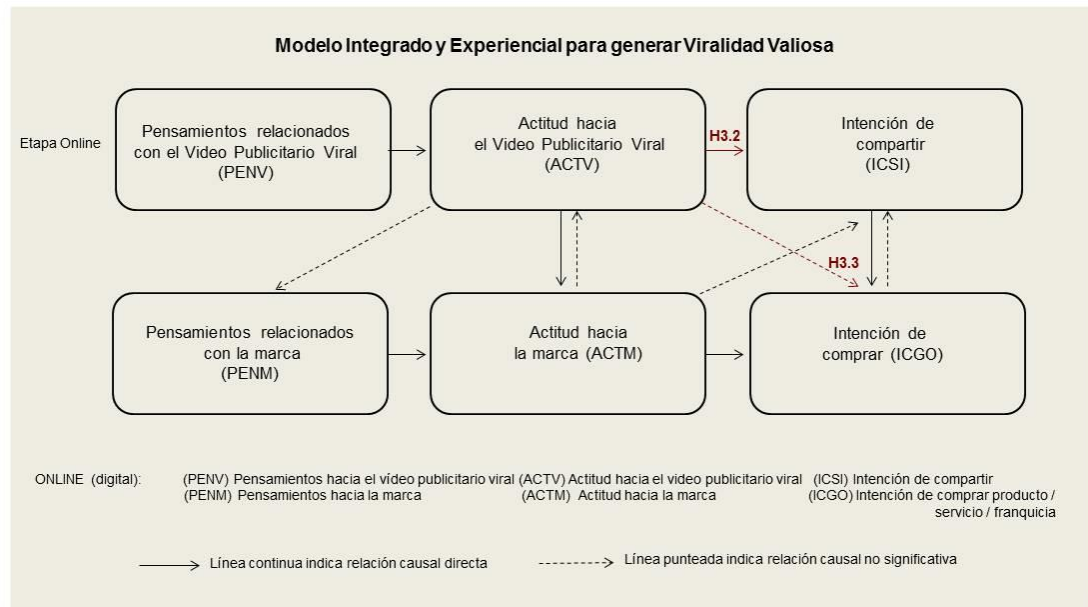 Modelo Integrado y Experiencial para generar Viralidad Valiosa
Etapa Online
Pensamientos relacionados
con el Video Publicitario Viral
(PENV)
Actitud hacia
el Video Publicitario Viral
(ACTV)
H3.2
Intención de
compartir
(ICSI)
H3.3
Pensamientos relacionados
con la marca
(PENM)
Actitud hacia
la marca (ACTM)
Intención de
comprar (ICGO)
ONLINE (digital): (PENV) Pensamientos hacia el vídeo publicitario viral (ACTV) Actitud hacia el video publicitario viral (ICSI) Intención de compartir
(PENM) Pensamientos hacia la marca (ACTM) Actitud hacia la marca (ICGO) Intención de comprar producto /
servicio / franquicia
Línea continua indica relación causal directa
Línea punteada indica relación causal no significativa